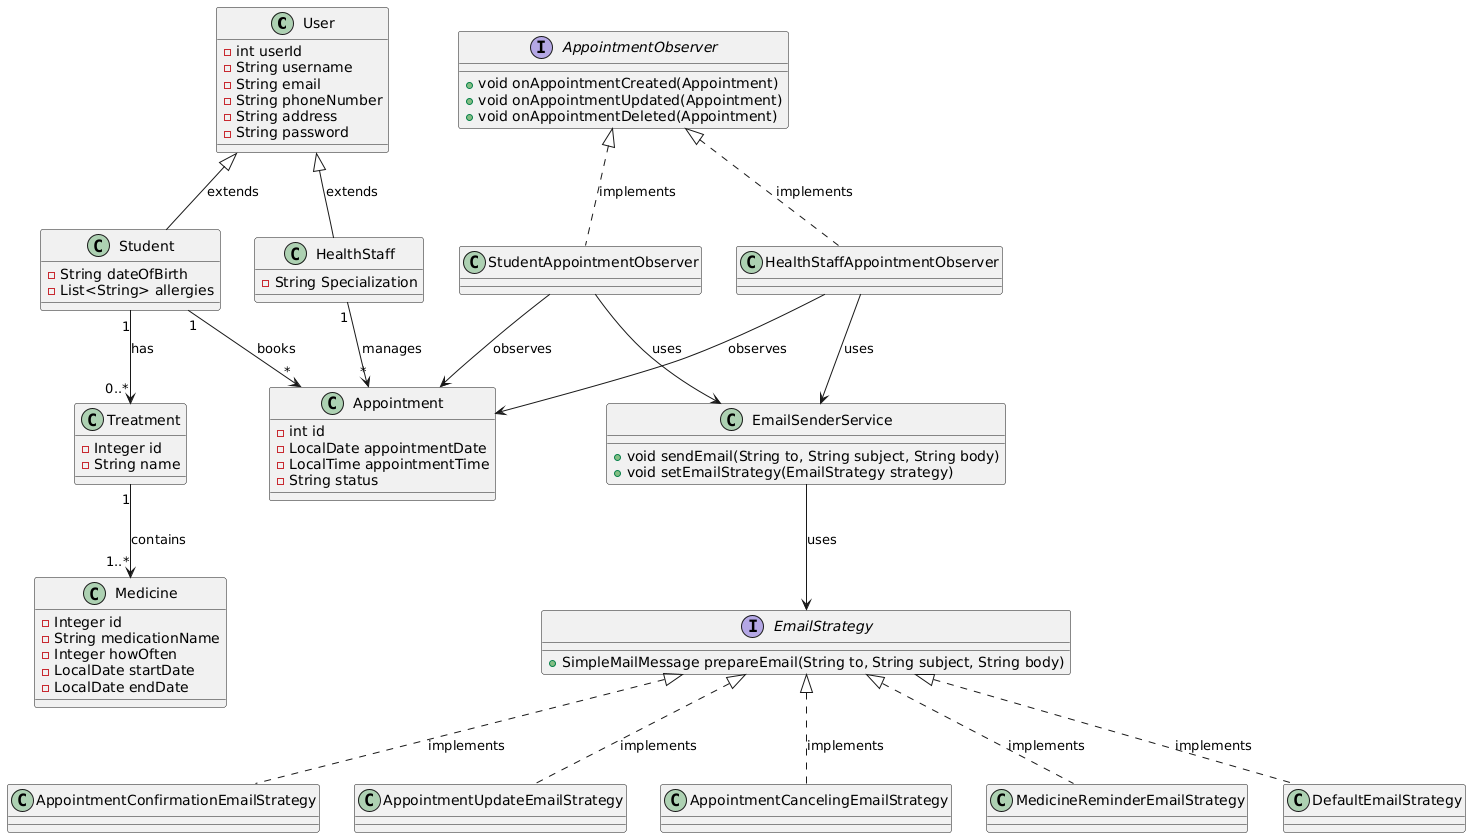 C User
int userId
String username
String email
String phoneNumber
String address
String password
I AppointmentObserver
void onAppointmentCreated(Appointment)
void onAppointmentUpdated(Appointment)
void onAppointmentDeleted(Appointment)
extends
extends
implements
implements
C Student
String dateOfBirth
List<String> allergies
C HealthStaff
String Specialization
C StudentAppointmentObserver
C HealthStaffAppointmentObserver
1
has
0..*
1
books
*
1
manages
*
observes
uses
observes
uses
C Treatment
Integer id
String name
C Appointment
int id
LocalDate appointmentDate
LocalTime appointmentTime
String status
C EmailSenderService
void sendEmail(String to, String subject, String body)
void setEmailStrategy(EmailStrategy strategy)
1
contains
1..*
uses
C Medicine
Integer id
String medicationName
Integer howOften
LocalDate startDate
LocalDate endDate
I EmailStrategy
SimpleMailMessage prepareEmail(String to, String subject, String body)
implements
implements
implements
implements
implements
C AppointmentConfirmationEmailStrategy
C AppointmentUpdateEmailStrategy
C AppointmentCancelingEmailStrategy
C MedicineReminderEmailStrategy
C DefaultEmailStrategy